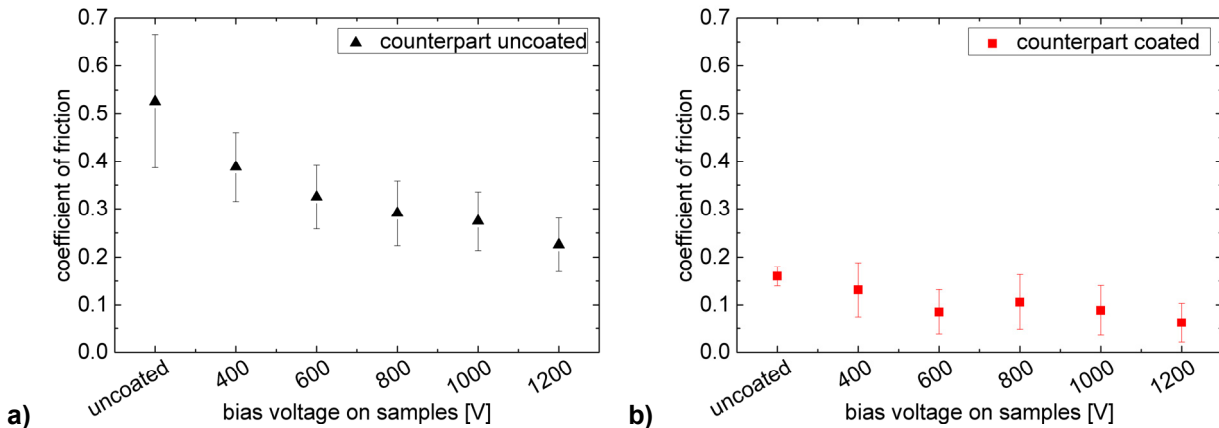 0.7
0.6
0.5
0.4
0.3
0.2
0.1
0.0
coefficient of friction
counterpart uncoated
uncoated 400 600 800 1000 1200
bias voltage on samples [V]
a)
0.7
0.6
0.5
0.4
0.3
0.2
0.1
0.0
coefficient of friction
counterpart coated
uncoated 400 600 800 1000 1200
bias voltage on samples [V]
b)